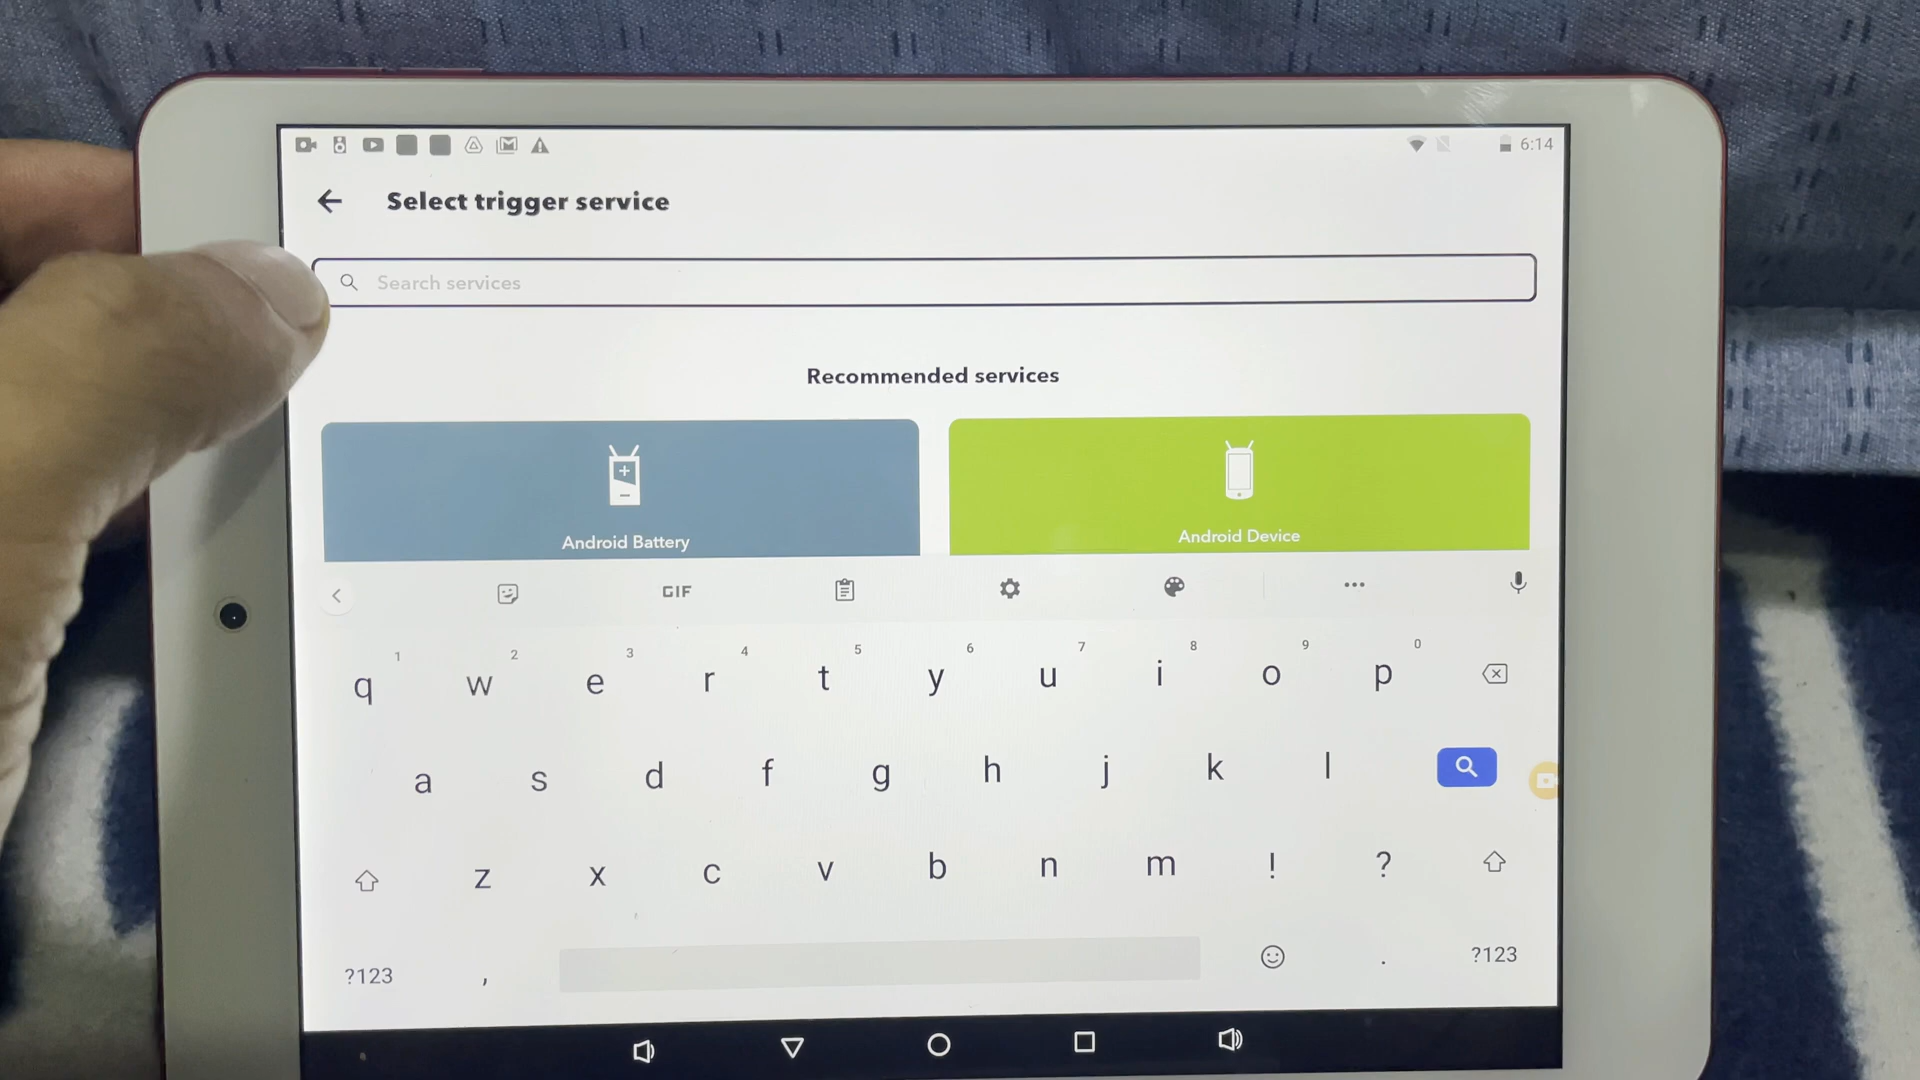 6:14
Select trigger service
Search services
Recommended services
Android Battery
Android Device
GIF
1 2 3 4 5 6 7 8 9 0
q w e r t y u i o p
a s d f g h j k l
z x c v b n m ! ?
?123 , . ?123